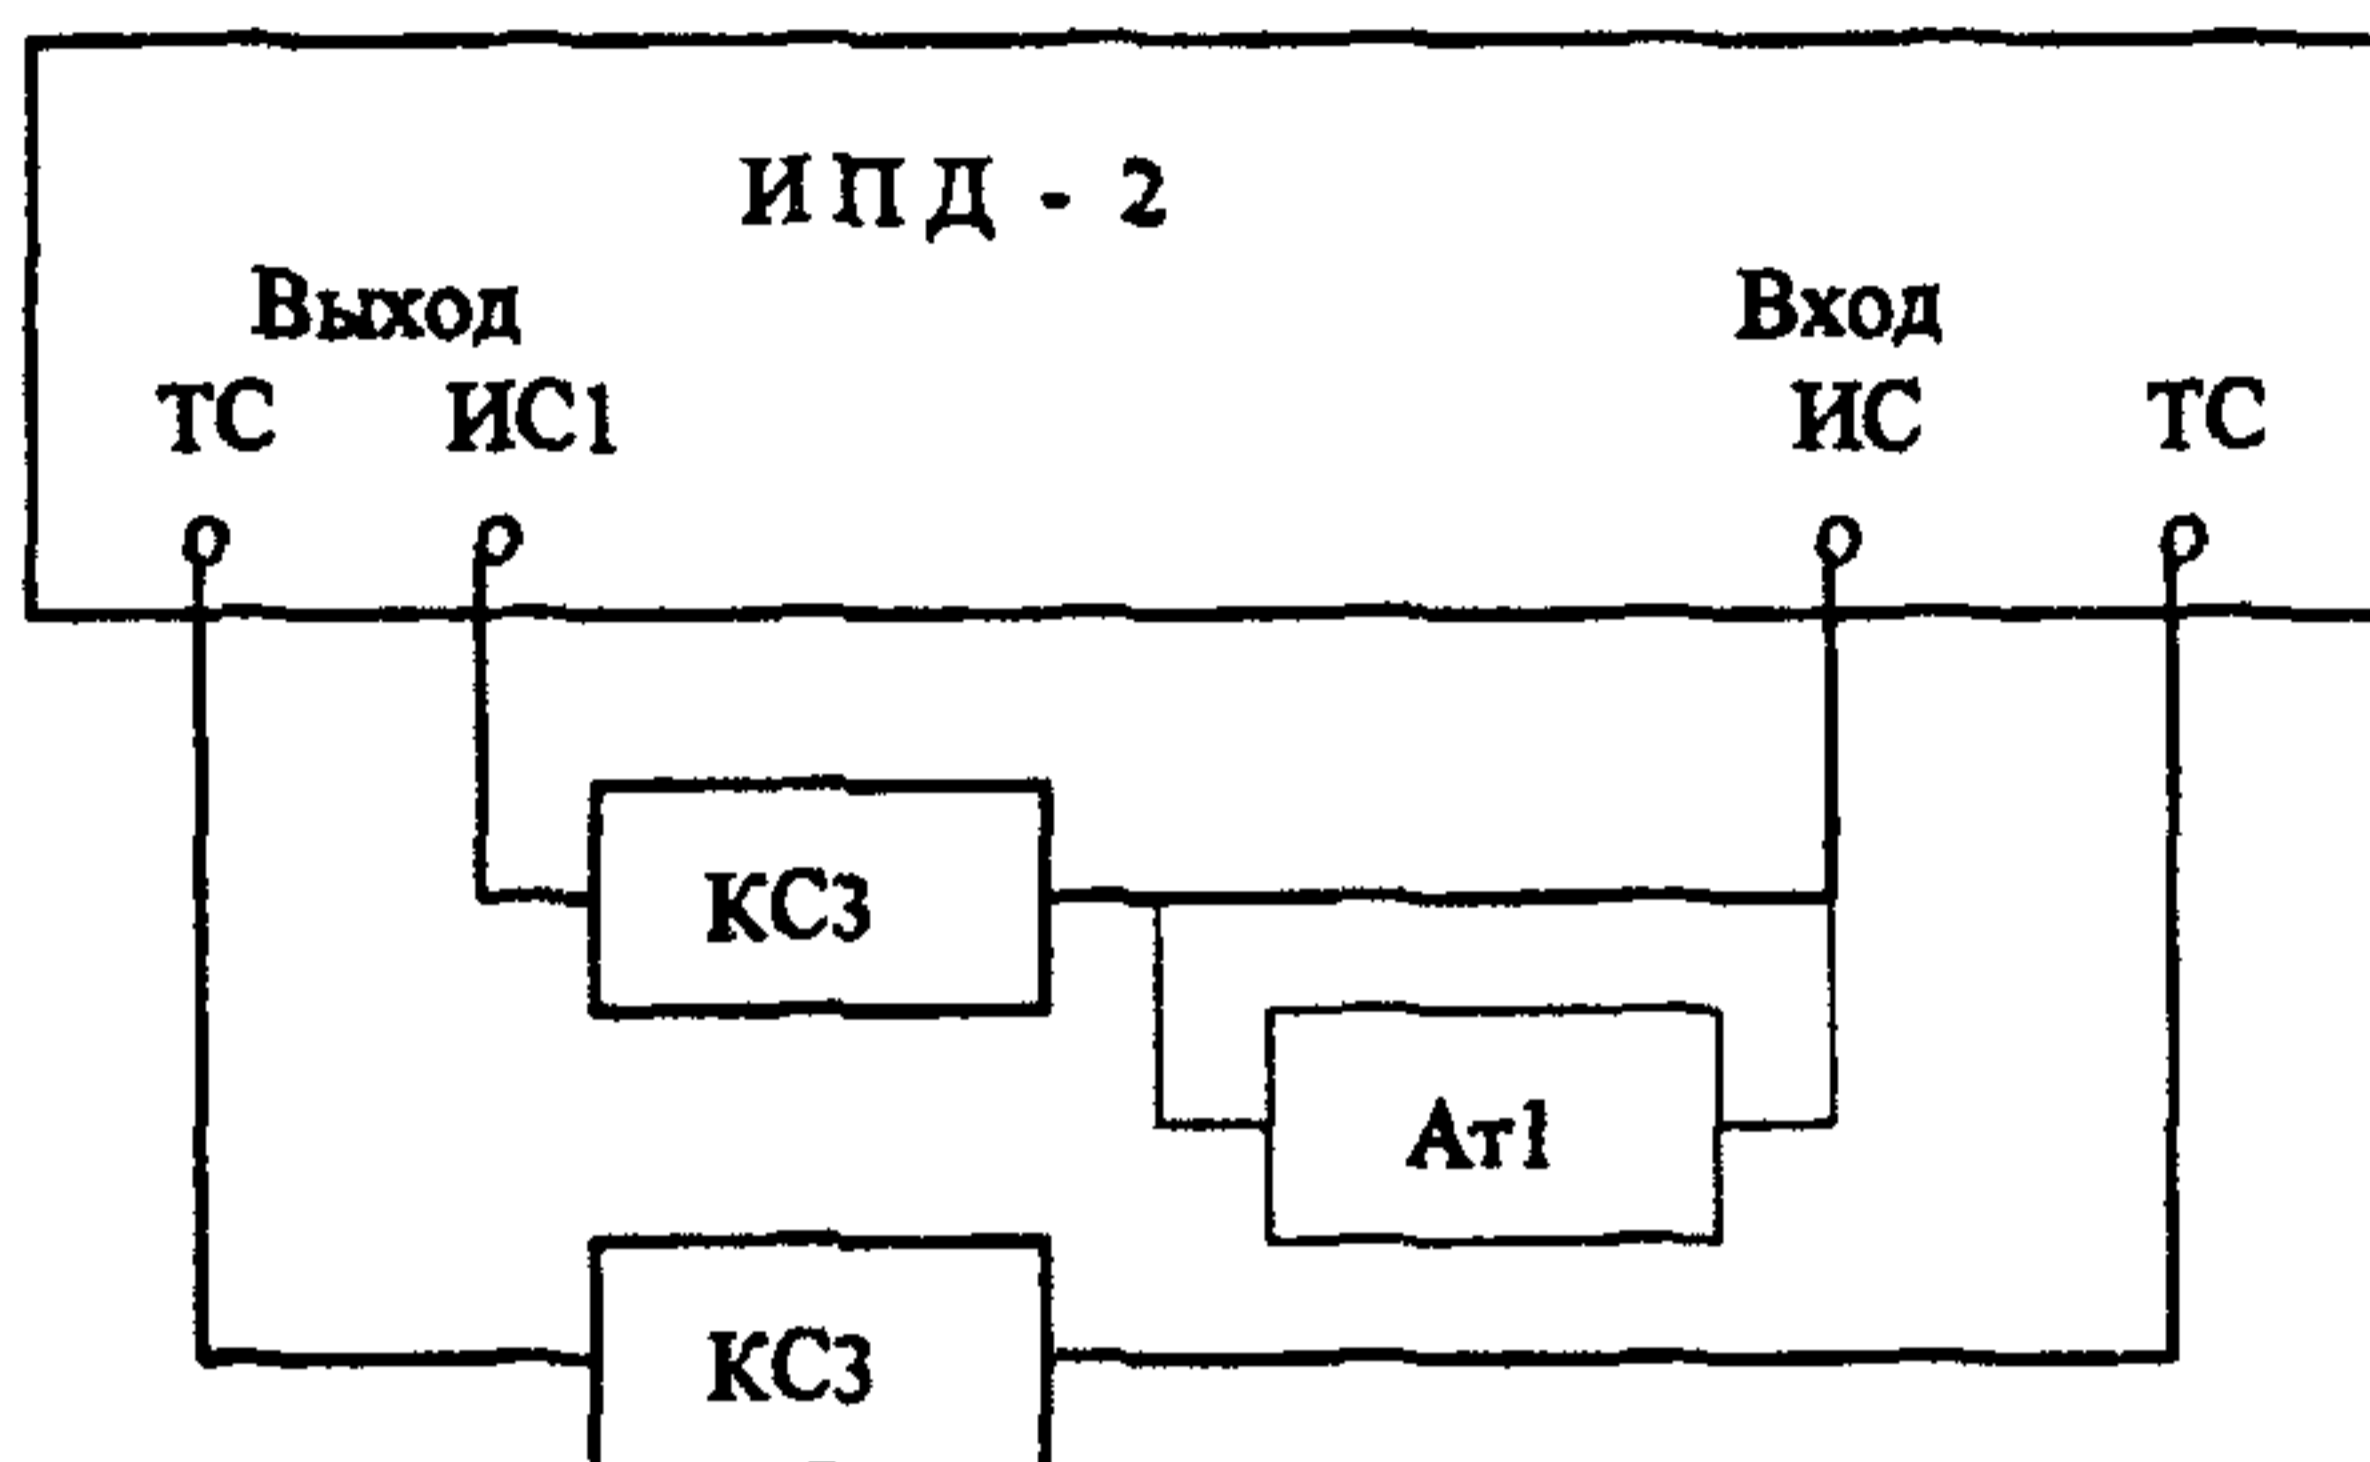 ИПД - 2
Выход
Вход
ТС
ИС1
ИС
ТС
КС3
Ат1
КС3